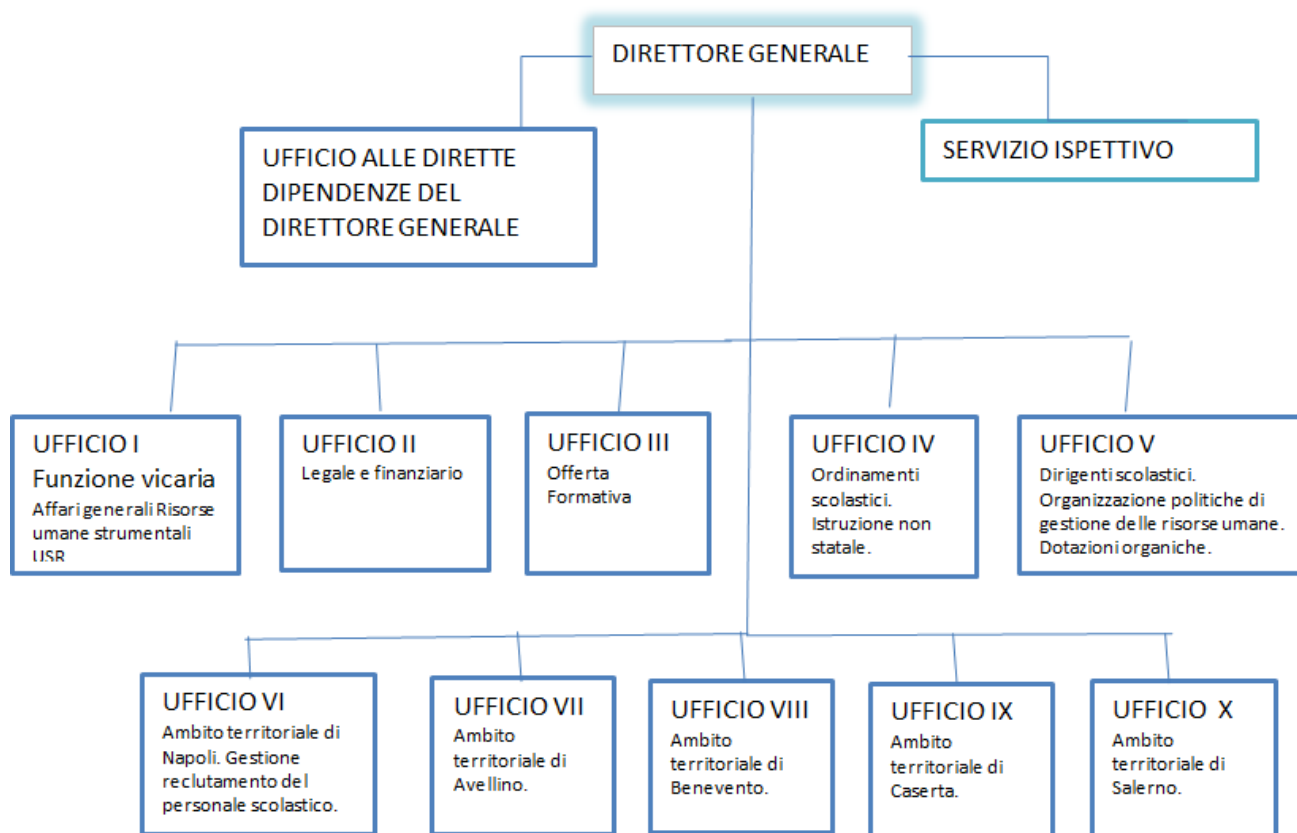 DIRETTORE GENERALE
UFFICIO ALLE DIRETTE
DIPENDENZE DEL
DIRETTORE GENERALE
SERVIZIO ISPETTIVO
UFFICIO I
Funzione vicaria
Affari generali Risorse
umane strumentali
USR
UFFICIO II
Legale e finanziario
UFFICIO III
Offerta
Formativa
UFFICIO IV
Ordinamenti
scolastici.
Istruzione non
statale.
UFFICIO V
Dirigenti scolastici.
Organizzazione politiche di
gestione delle risorse umane.
Dotazioni organiche.
UFFICIO VI
Ambito territoriale di
Napoli. Gestione
reclutamento del
personale scolastico.
UFFICIO VII
Ambito
territoriale di
Avellino.
UFFICIO VIII
Ambito
territoriale di
Benevento.
UFFICIO IX
Ambito
territoriale di
Caserta.
UFFICIO X
Ambito
territoriale di
Salerno.